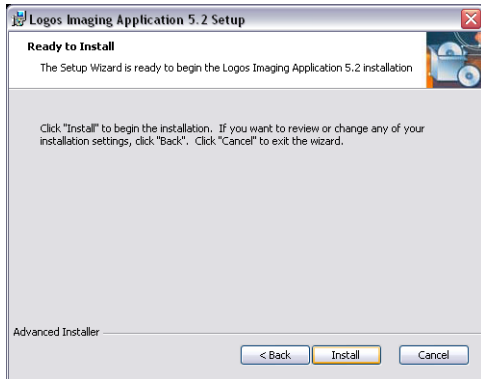 Logos Imaging Application 5.2 Setup
Ready to Install
The Setup Wizard is ready to begin the Logos Imaging Application 5.2 installation
Click "Install" to begin the installation. If you want to review or change any of your
installation settings, click "Back". Click "Cancel" to exit the wizard.
Advanced Installer
< Back Install Cancel